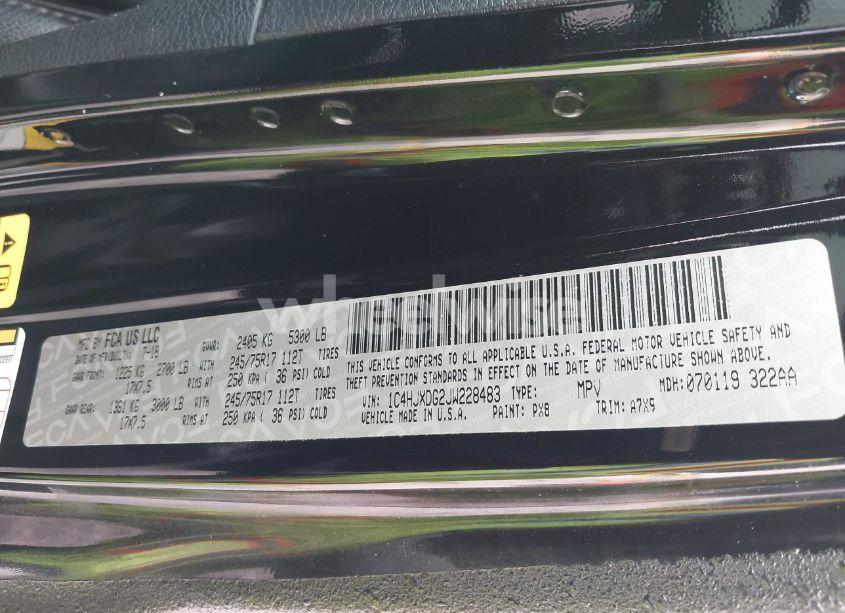 MFD BY FCA US LLC
DATE OF MFR/BUILT: 7-18 GVWR: 2405 KG 5300 LB
GAWR FRONT: 1225 KG 2700 LB WITH 245/75R17 112T TIRES
17X7.5 RIMS AT 250 KPA ( 36 PSI) COLD
GAWR REAR: 1361 KG 3000 LB WITH 245/75R17 112T TIRES
17X7.5 RIMS AT 250 KPA ( 36 PSI) COLD
THIS VEHICLE CONFORMS TO ALL APPLICABLE U.S.A. FEDERAL MOTOR VEHICLE SAFETY AND
THEFT PREVENTION STANDARDS IN EFFECT ON THE DATE OF MANUFACTURE SHOWN ABOVE.
VIN: 1C4HJXDG2JW228483 TYPE: MPV MDH: 070119 322AA
VEHICLE MADE IN U.S.A. PAINT: PX8 TRIM: A7X9
wheelwise